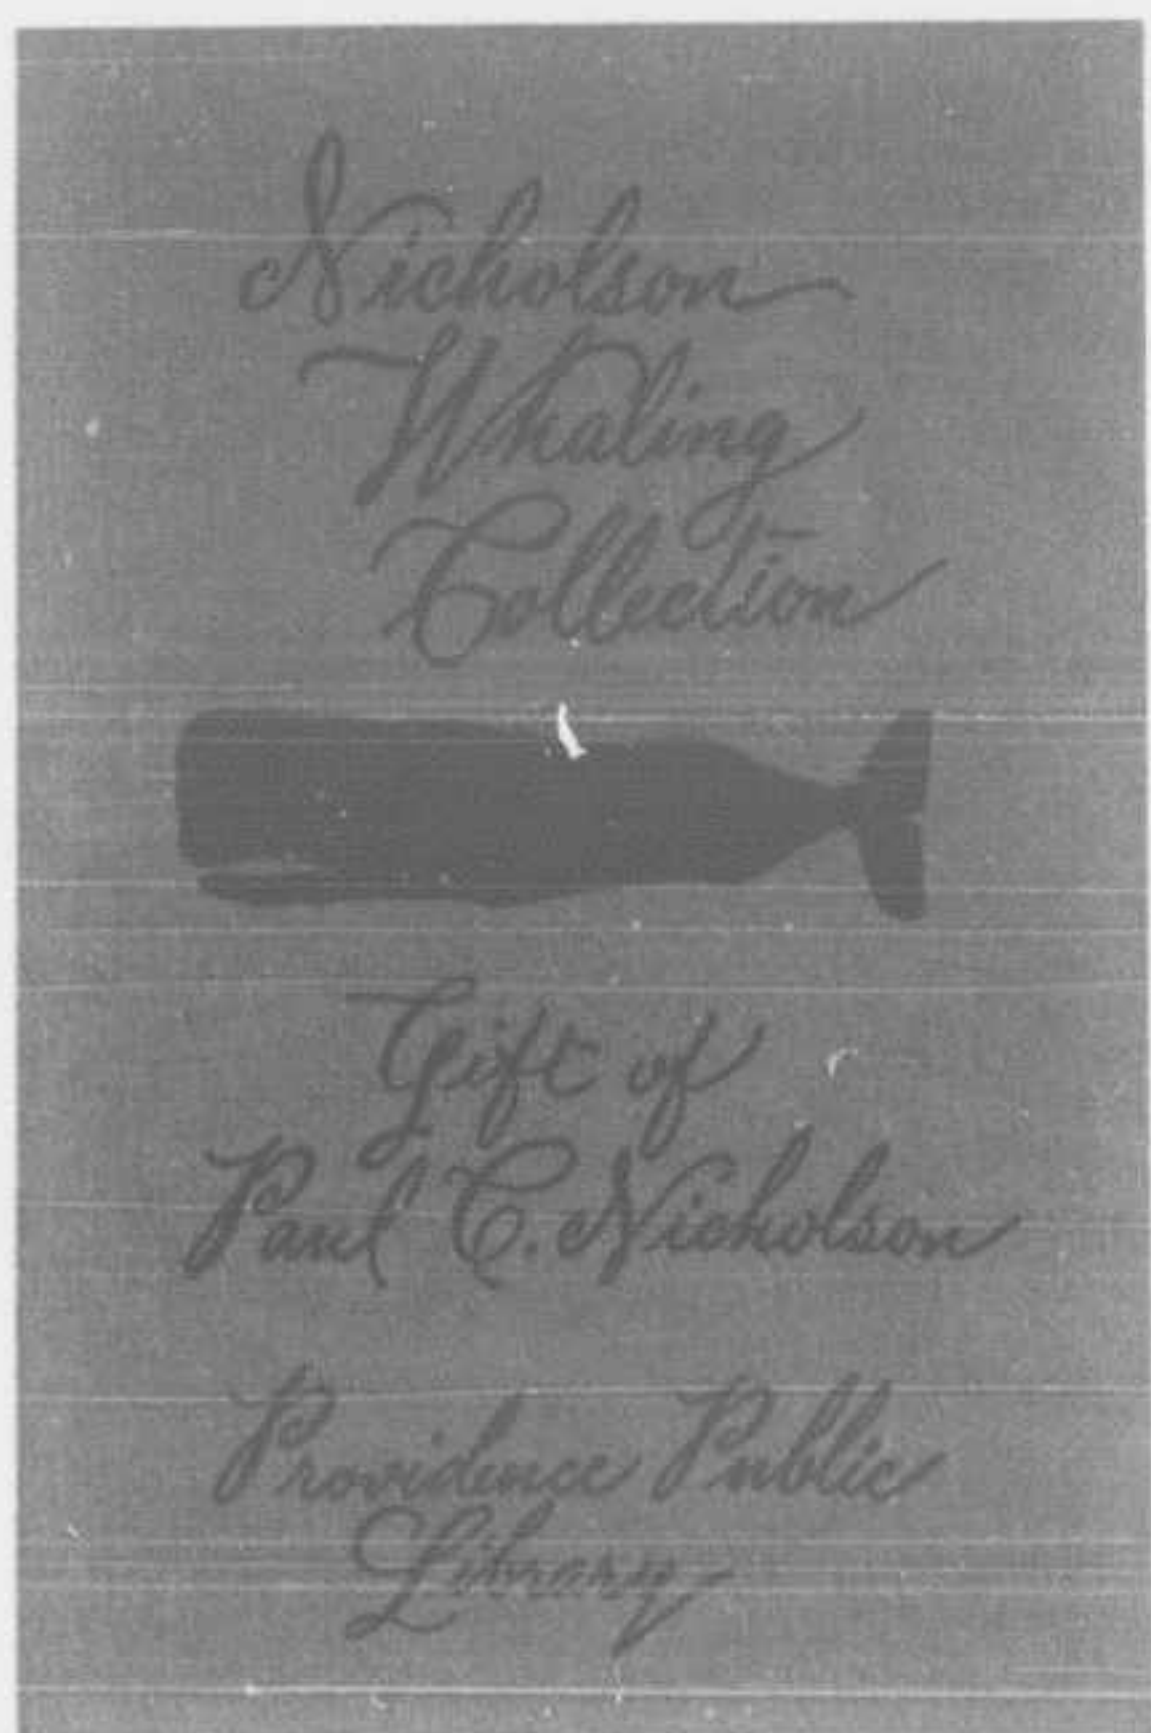 Nicholson
Whaling
Collection
Gift of
Paul C. Nicholson
Providence Public
Library